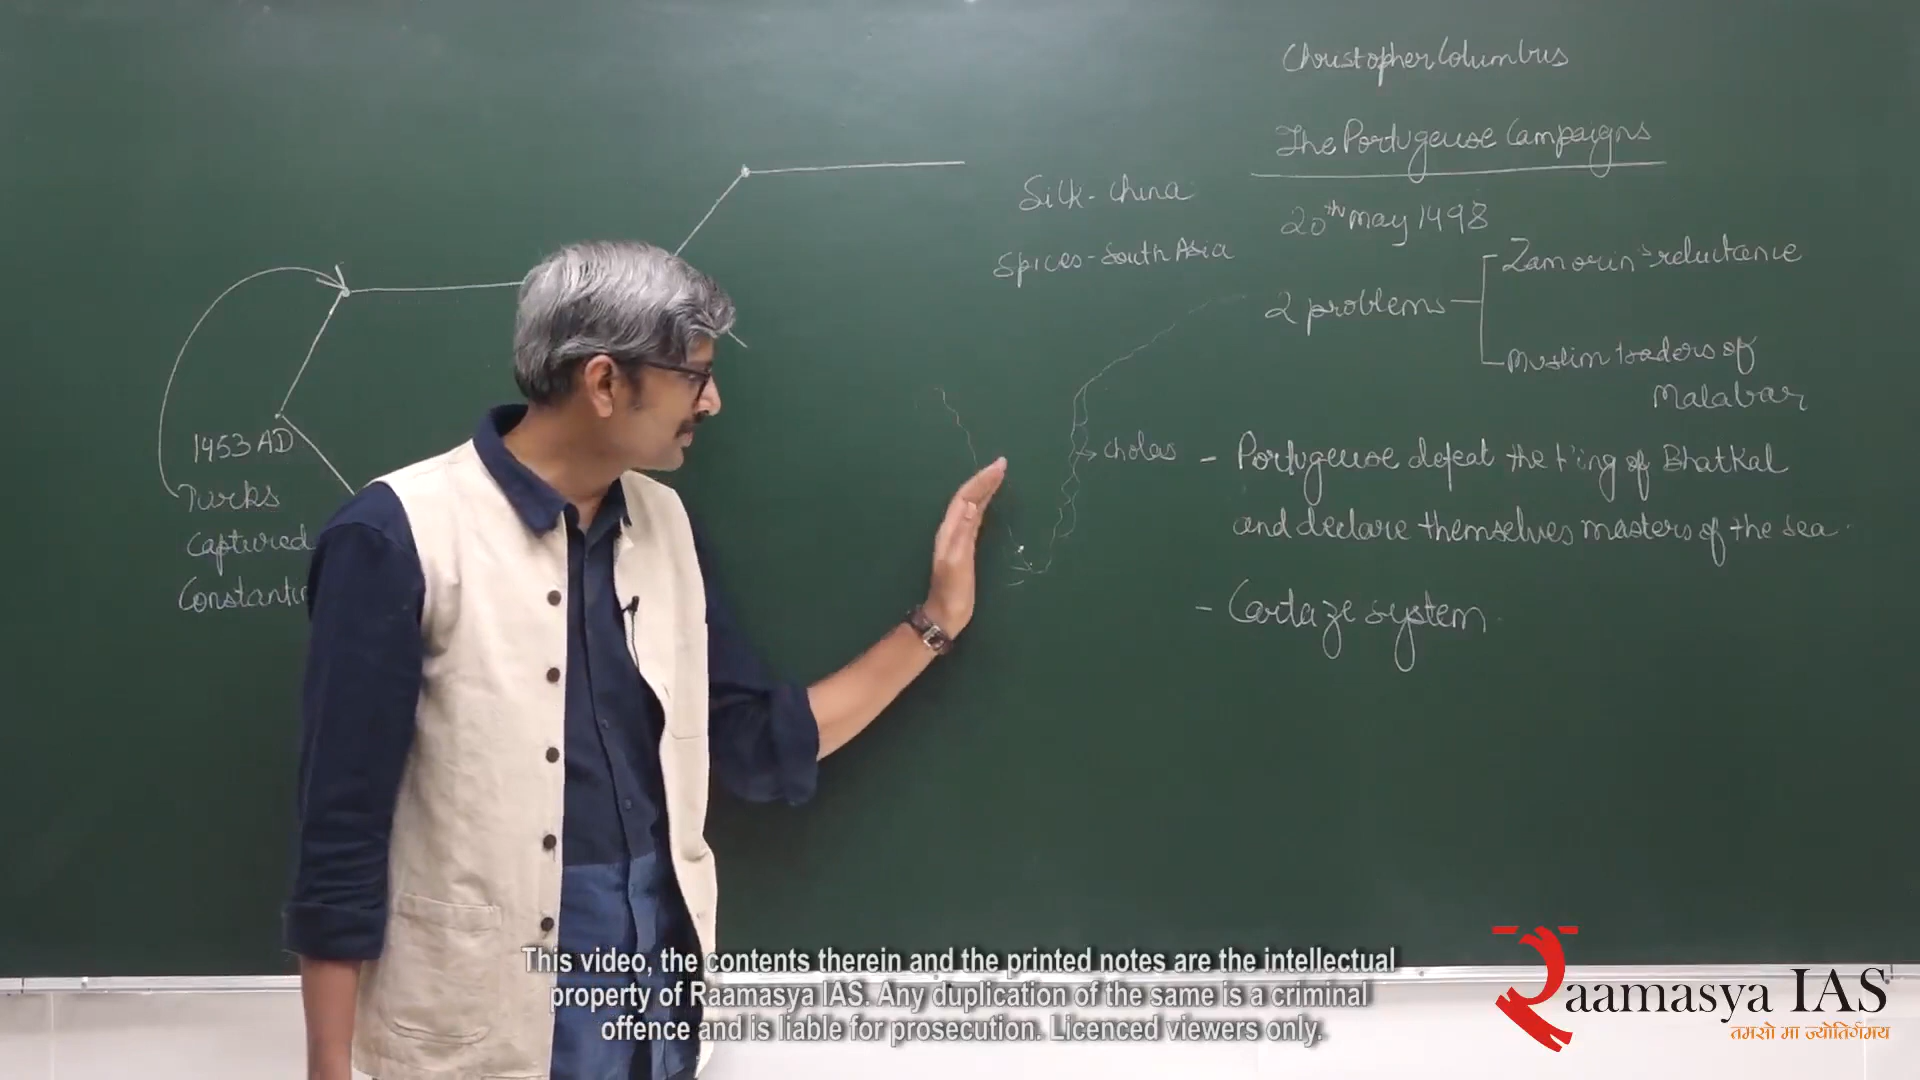 Christopher Columbus
The Portugeuse Campaigns
Silk - China
20th May 1498
Spices - South Asia
2 problems
Zamorin's reluctance
Muslim traders of
Malabar
1453 AD
Turks
Captured
cholas
- Portugeuse defeat the King of Bhatkal
and declare themselves masters of the sea.
- Cartaze system
This video, the contents therein and the printed notes are the intellectual
property of Raamasya IAS. Any duplication of the same is a criminal
offence and is liable for prosecution. Licenced viewers only.
Raamasya IAS
तमसो मा ज्योतिर्गमय